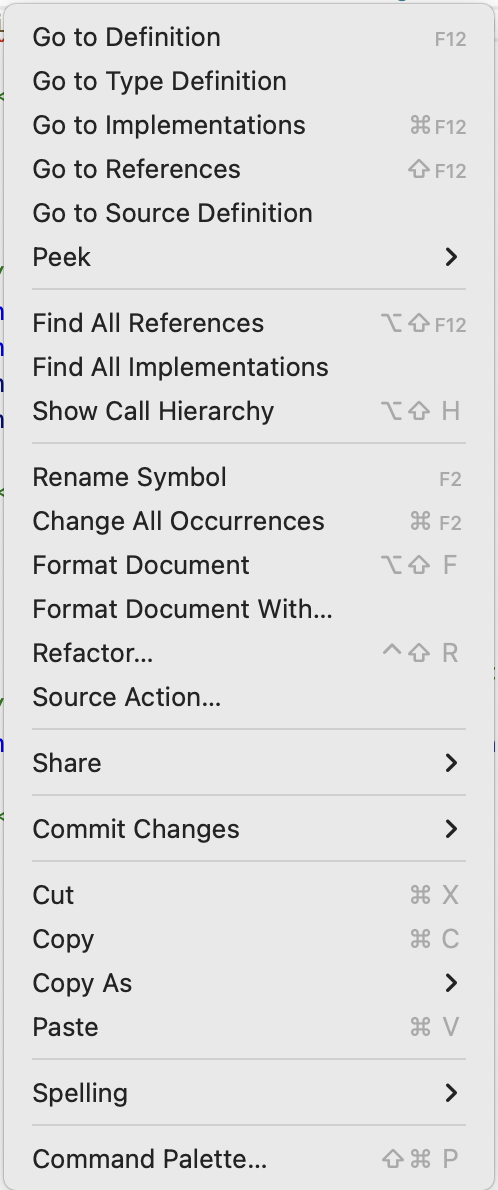 Go to Definition F12
Go to Type Definition
Go to Implementations ⌘F12
Go to References ⇧F12
Go to Source Definition
Peek
Find All References ⌥⇧F12
Find All Implementations
Show Call Hierarchy ⌥⇧ H
Rename Symbol F2
Change All Occurrences ⌘ F2
Format Document ⌥⇧ F
Format Document With...
Refactor... ^⇧ R
Source Action...
Share
Commit Changes
Cut ⌘ X
Copy ⌘ C
Copy As
Paste ⌘ V
Spelling
Command Palette... ⇧⌘ P